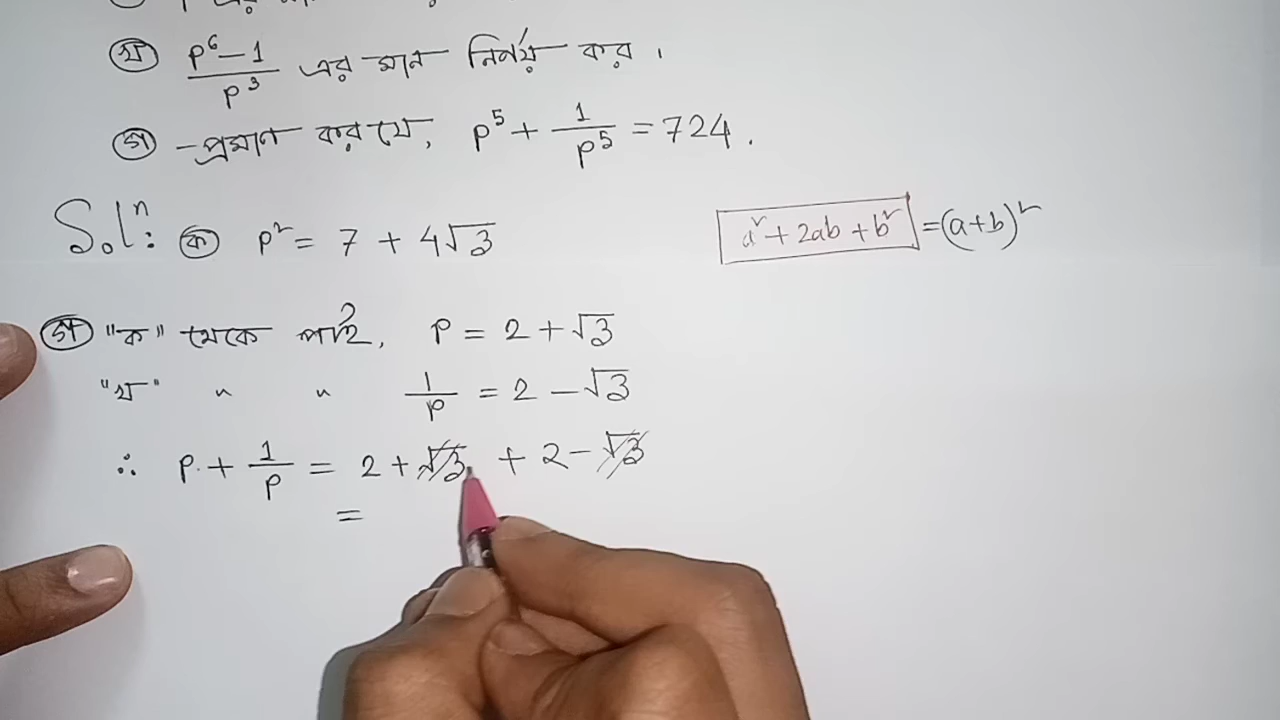 (খ) p⁶ − 1 / p³ এর মান নির্ণয় কর ।
(গ) প্রমাণ কর যে, p⁵ + 1/p⁵ = 724 .
Solⁿ: (ক) p² = 7 + 4√3
a² + 2ab + b² = (a+b)²
(গ) "ক" থেকে পাই, p = 2 + √3
"খ" " " 1/p = 2 − √3
∴ p + 1/p = 2 + √3 + 2 − √3
=